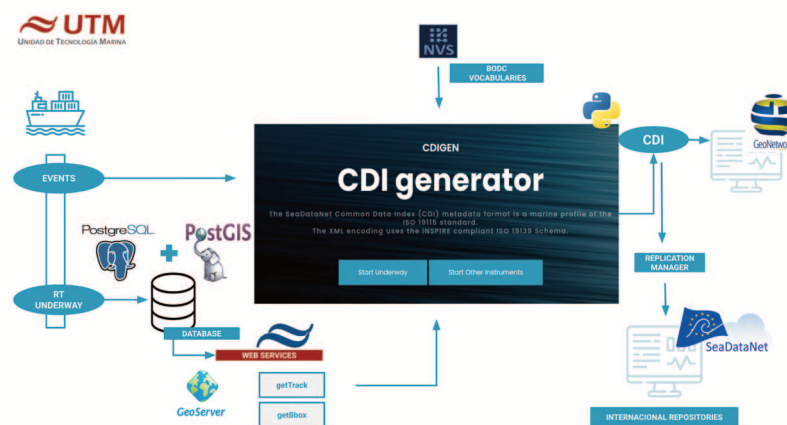 UTM
UNIDAD DE TECNOLOGÍA MARINA
NVS
BODC
VOCABULARIES
CDIGEN
CDI generator
The SeaDataNet Common Data Index (CDI) metadata format is a marine profile of the
ISO 19115 standard.
The XML encoding uses the INSPIRE compliant ISO 19139 Schema.
Start Underway
Start Other Instruments
CDI
GeoNetwo
EVENTS
PostgreSQL
PostGIS
RT
UNDERWAY
DATABASE
WEB SERVICES
GeoServer
getTrack
getBbox
REPLICATION
MANAGER
SeaDataNet
INTERNACIONAL REPOSITORIES